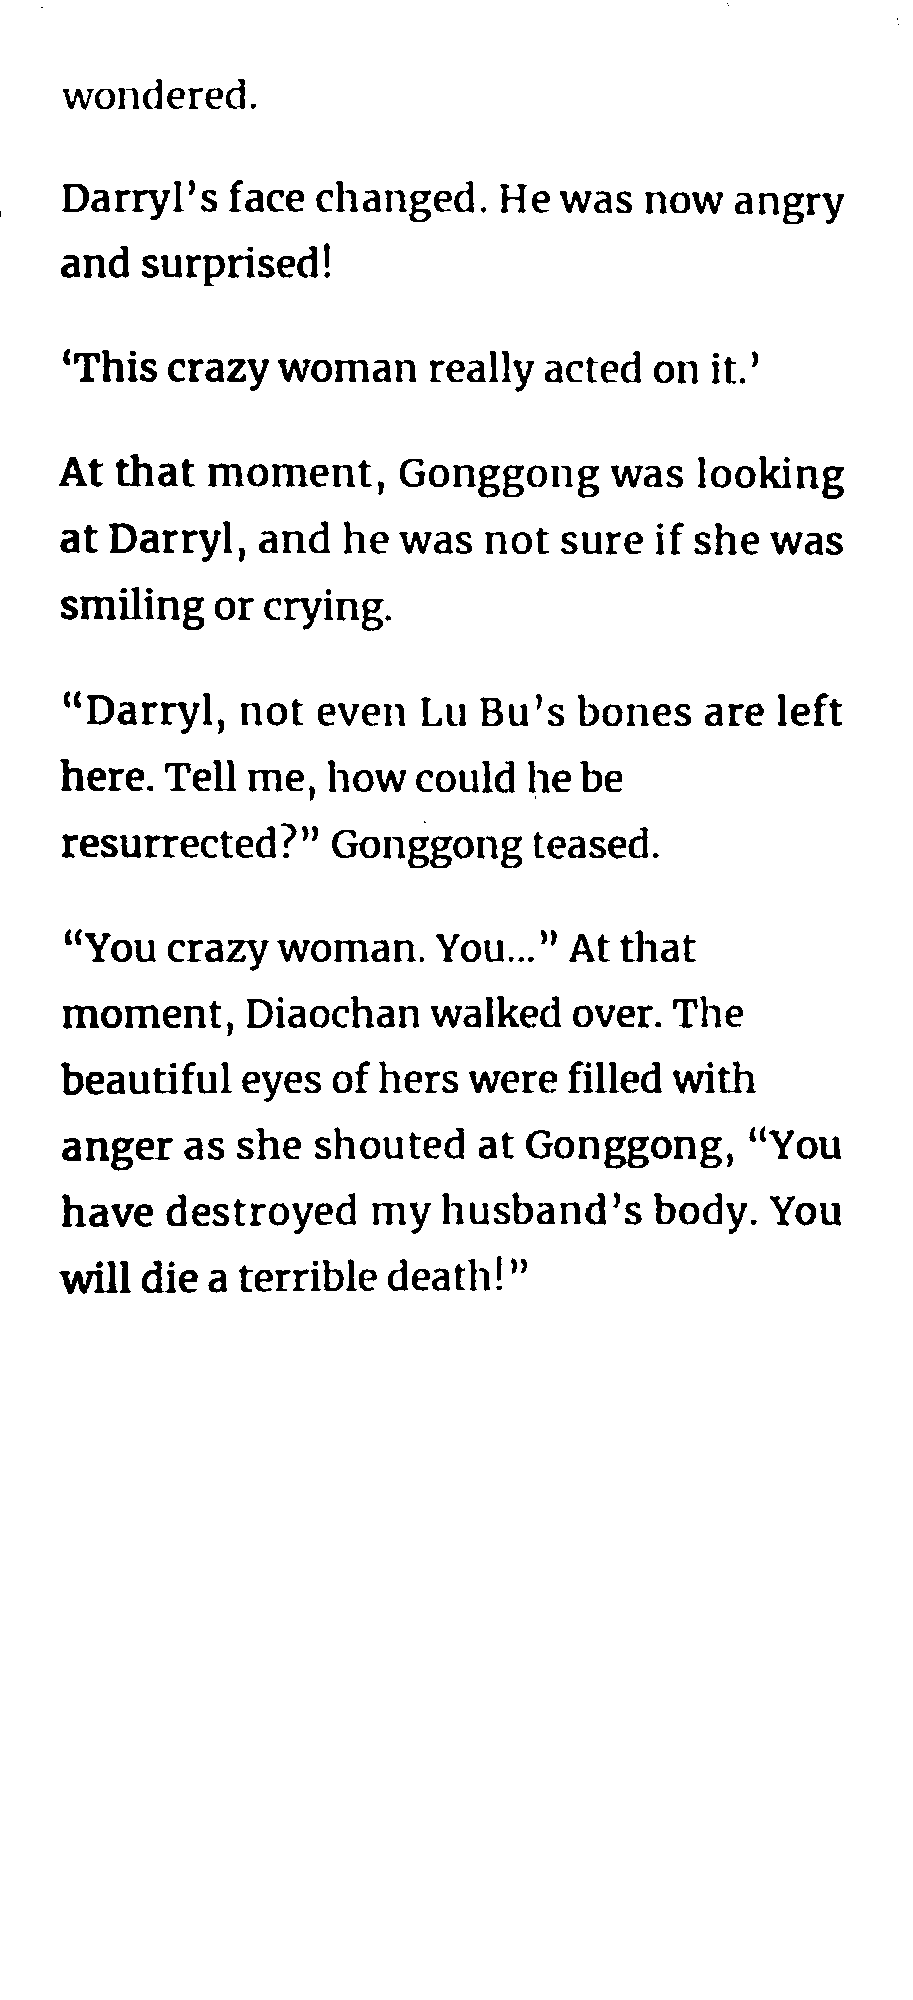 wondered.
Darryl’s face changed. He was now angry
and surprised!
‘This crazy woman really acted on it.’
At that moment, Gonggong was looking
at Darryl, and he was not sure if she was
smiling or crying.
“Darryl, not even Lu Bu’s bones are left
here. Tell me, how could he be
resurrected?” Gonggong teased.
“You crazy woman. You...” At that
moment, Diaochan walked over. The
beautiful eyes of hers were filled with
anger as she shouted at Gonggong, “You
have destroyed my husband’s body. You
will die a terrible death!”